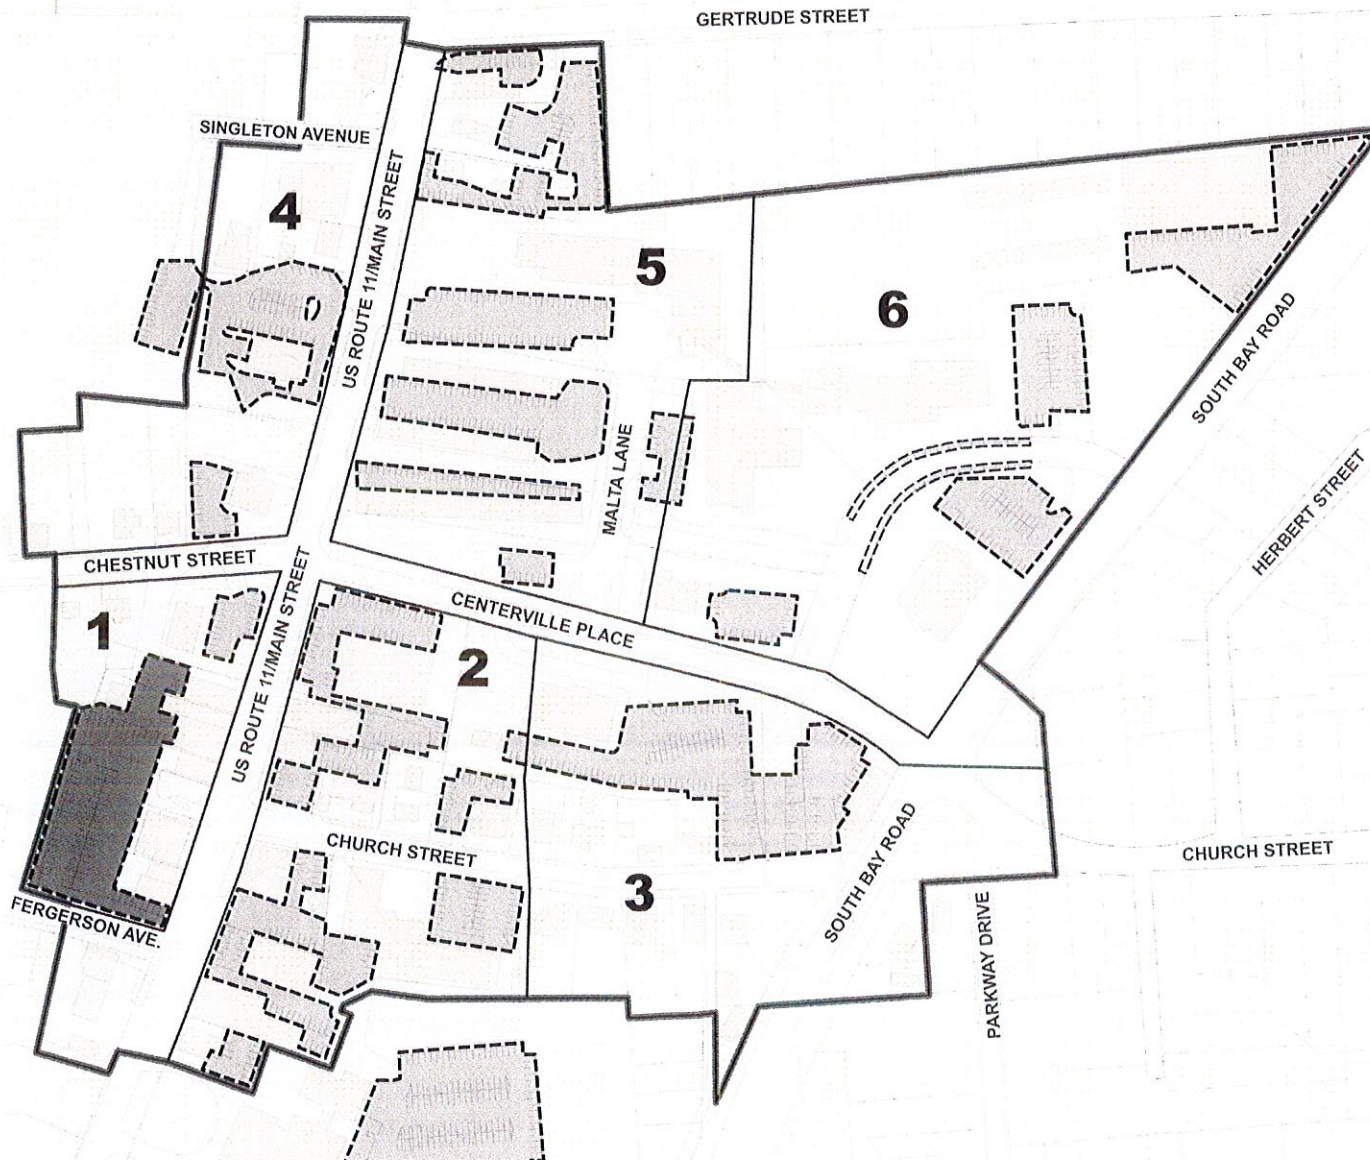 GERTRUDE STREET
SINGLETON AVENUE
4
US ROUTE 11/MAIN STREET
5
6
SOUTH BAY ROAD
HERBERT STREET
MALTA LANE
CHESTNUT STREET
CENTERVILLE PLACE
1
US ROUTE 11/MAIN STREET
2
CHURCH STREET
3
SOUTH BAY ROAD
CHURCH STREET
FERGERSON AVE.
PARKWAY DRIVE